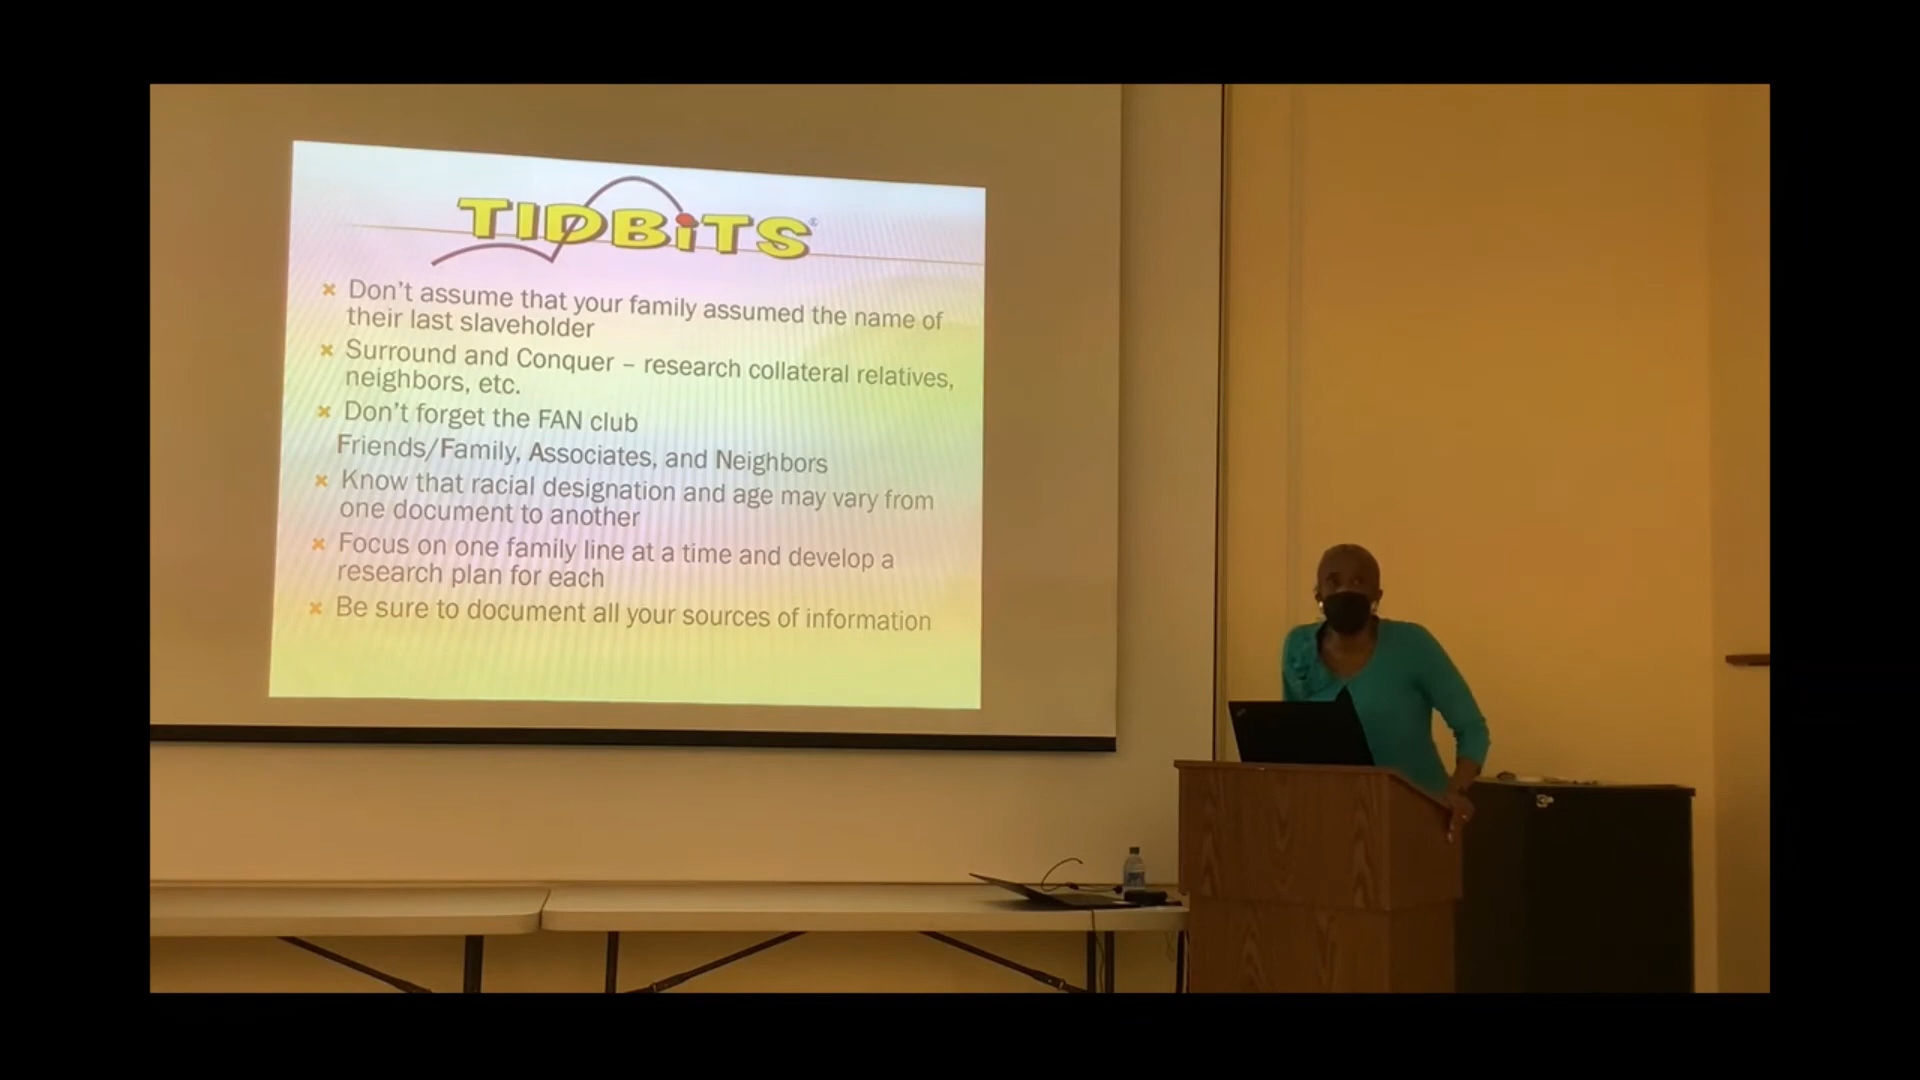 TIDBiTS®
× Don't assume that your family assumed the name of
their last slaveholder
× Surround and Conquer – research collateral relatives,
neighbors, etc.
× Don't forget the FAN club
Friends/Family, Associates, and Neighbors
× Know that racial designation and age may vary from
one document to another
× Focus on one family line at a time and develop a
research plan for each
× Be sure to document all your sources of information